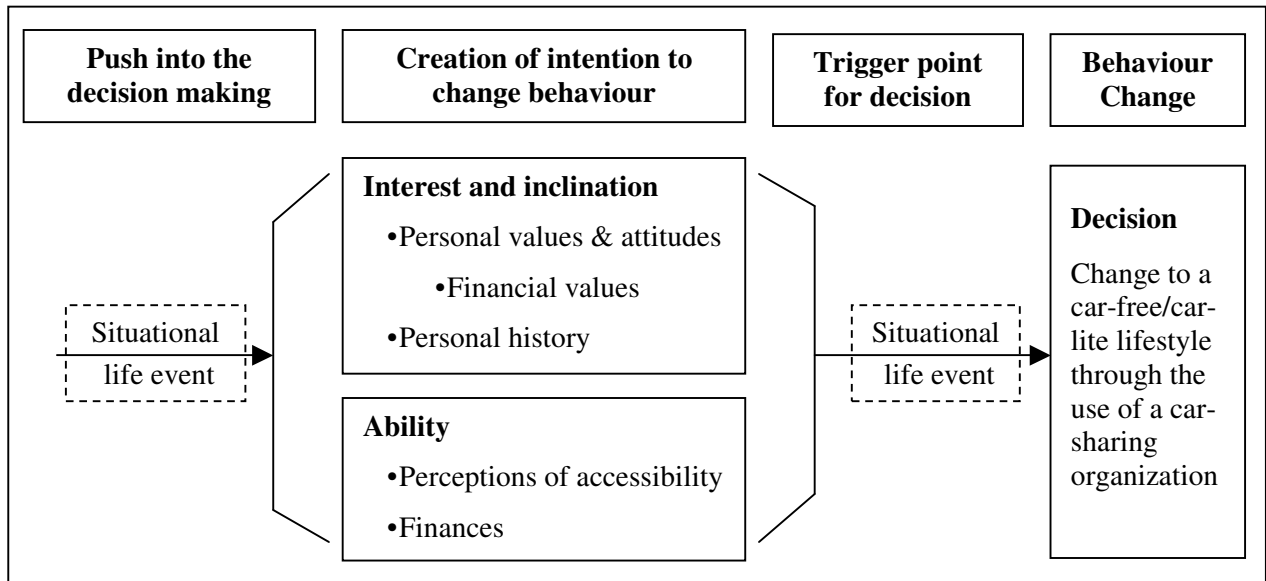 Push into the
decision making
Creation of intention to
change behaviour
Trigger point
for decision
Behaviour
Change
Situational
life event
Interest and inclination
•Personal values & attitudes
•Financial values
•Personal history
Ability
•Perceptions of accessibility
•Finances
Situational
life event
Decision
Change to a
car-free/car-
lite lifestyle
through the
use of a car-
sharing
organization